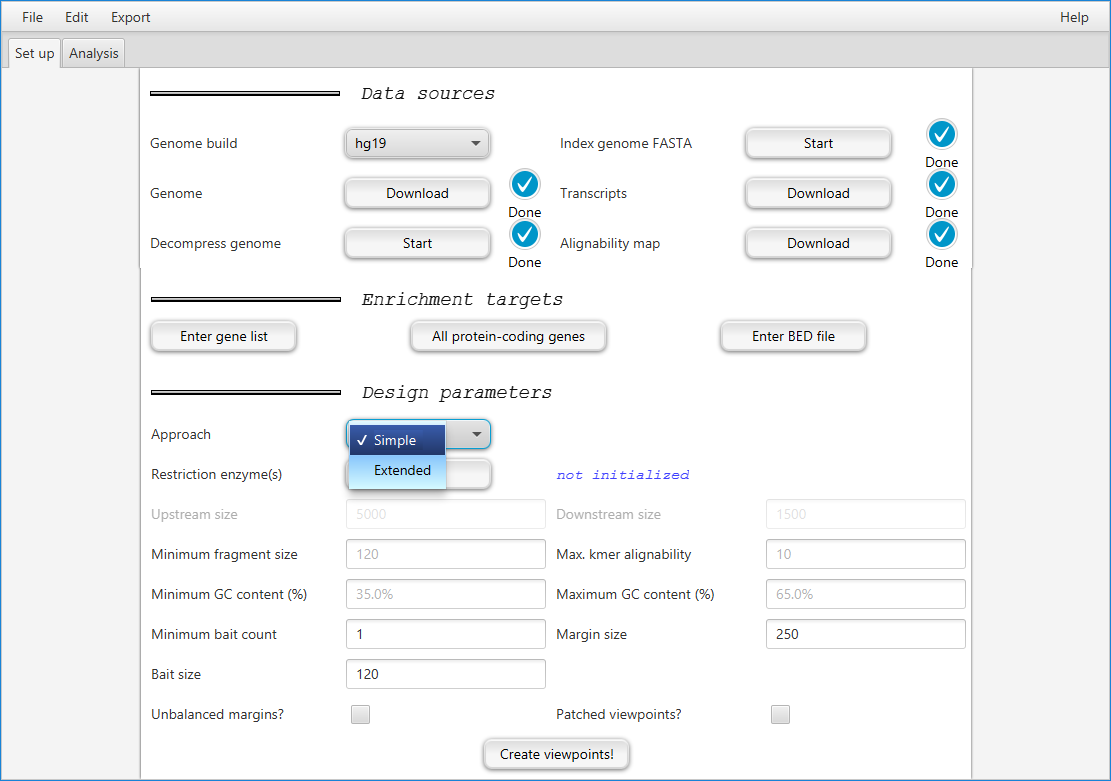 File Edit Export Help
Set up Analysis
Data sources
Genome build hg19 Index genome FASTA Start Done
Genome Download Done Transcripts Download Done
Decompress genome Start Done Alignability map Download Done
Enrichment targets
Enter gene list All protein-coding genes Enter BED file
Design parameters
Approach ✓ Simple
Extended
Restriction enzyme(s) not initialized
Upstream size 5000 Downstream size 1500
Minimum fragment size 120 Max. kmer alignability 10
Minimum GC content (%) 35.0% Maximum GC content (%) 65.0%
Minimum bait count 1 Margin size 250
Bait size 120
Unbalanced margins? Patched viewpoints?
Create viewpoints!